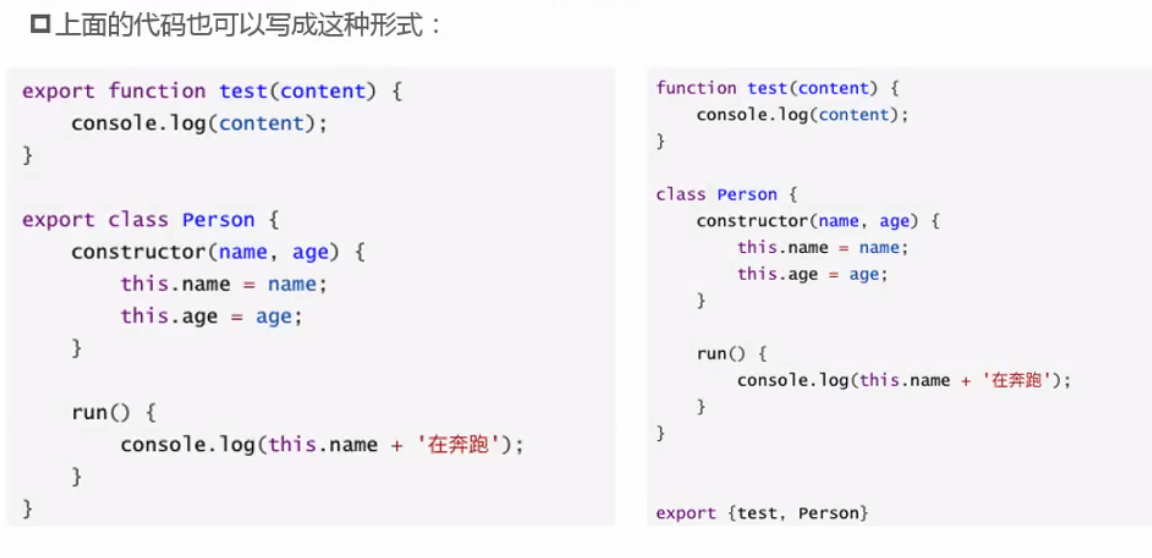 上面的代码也可以写成这种形式：
export function test(content) {
    console.log(content);
}
export class Person {
    constructor(name, age) {
        this.name = name;
        this.age = age;
    }
    run() {
        console.log(this.name + '在奔跑');
    }
}
function test(content) {
    console.log(content);
}
class Person {
    constructor(name, age) {
        this.name = name;
        this.age = age;
    }
    run() {
        console.log(this.name + '在奔跑');
    }
}
export {test, Person}